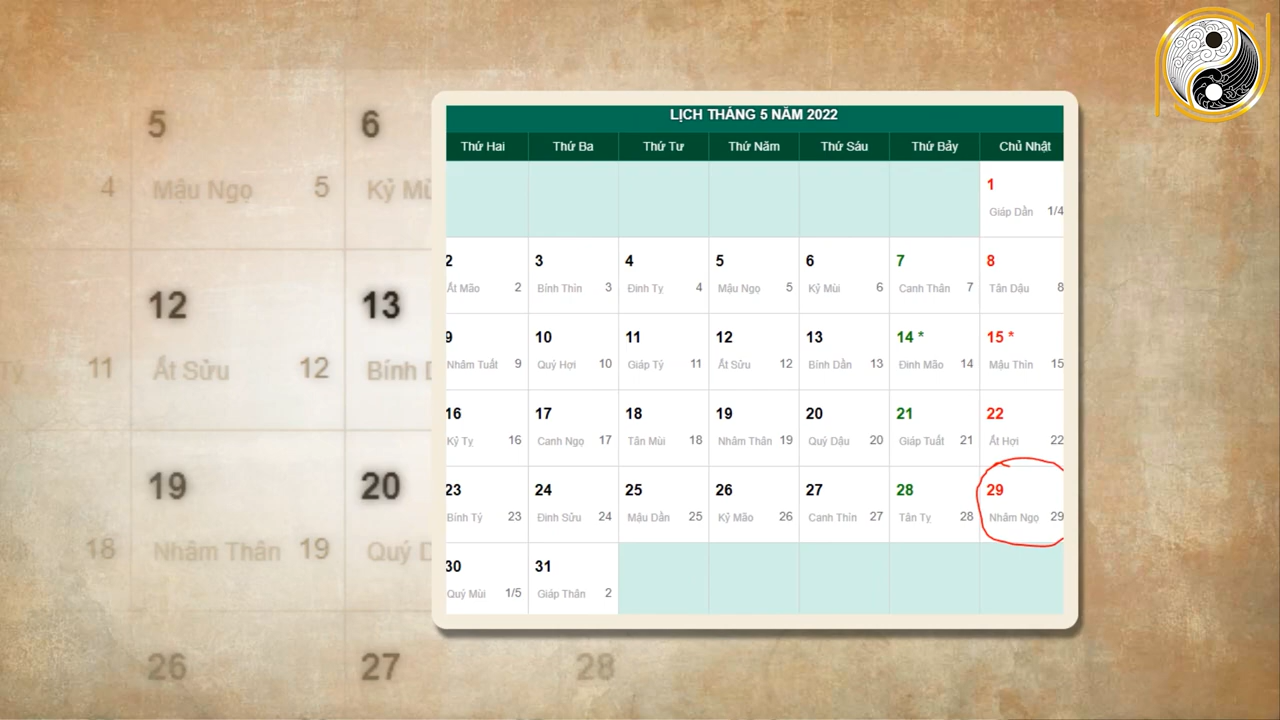 LỊCH THÁNG 5 NĂM 2022
Thứ Hai Thứ Ba Thứ Tư Thứ Năm Thứ Sáu Thứ Bảy Chủ Nhật
1
Giáp Dần 1/4
2 3 4 5 6 7 8
Ất Mão 2 Bính Thìn 3 Đinh Tỵ 4 Mậu Ngọ 5 Kỷ Mùi 6 Canh Thân 7 Tân Dậu 8
9 10 11 12 13 14 * 15 *
Nhâm Tuất 9 Quý Hợi 10 Giáp Tý 11 Ất Sửu 12 Bính Dần 13 Đinh Mão 14 Mậu Thìn 15
16 17 18 19 20 21 22
Kỷ Tỵ 16 Canh Ngọ 17 Tân Mùi 18 Nhâm Thân 19 Quý Dậu 20 Giáp Tuất 21 Ất Hợi 22
23 24 25 26 27 28 29
Bính Tý 23 Đinh Sửu 24 Mậu Dần 25 Kỷ Mão 26 Canh Thìn 27 Tân Tỵ 28 Nhâm Ngọ 29
30 31
Quý Mùi 1/5 Giáp Thân 2
5 6
4 Mậu Ngọ 5 Kỷ
12 13
11 Ất Sửu 12 Bính
19 20
18 Nhâm Thân 19 Quý
26 27 28